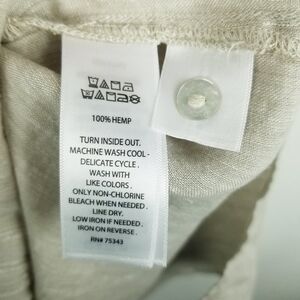 100% HEMP
TURN INSIDE OUT.
MACHINE WASH COOL -
DELICATE CYCLE .
WASH WITH
LIKE COLORS .
ONLY NON-CHLORINE
BLEACH WHEN NEEDED .
LINE DRY.
LOW IRON IF NEEDED .
IRON ON REVERSE .
RN# 75343